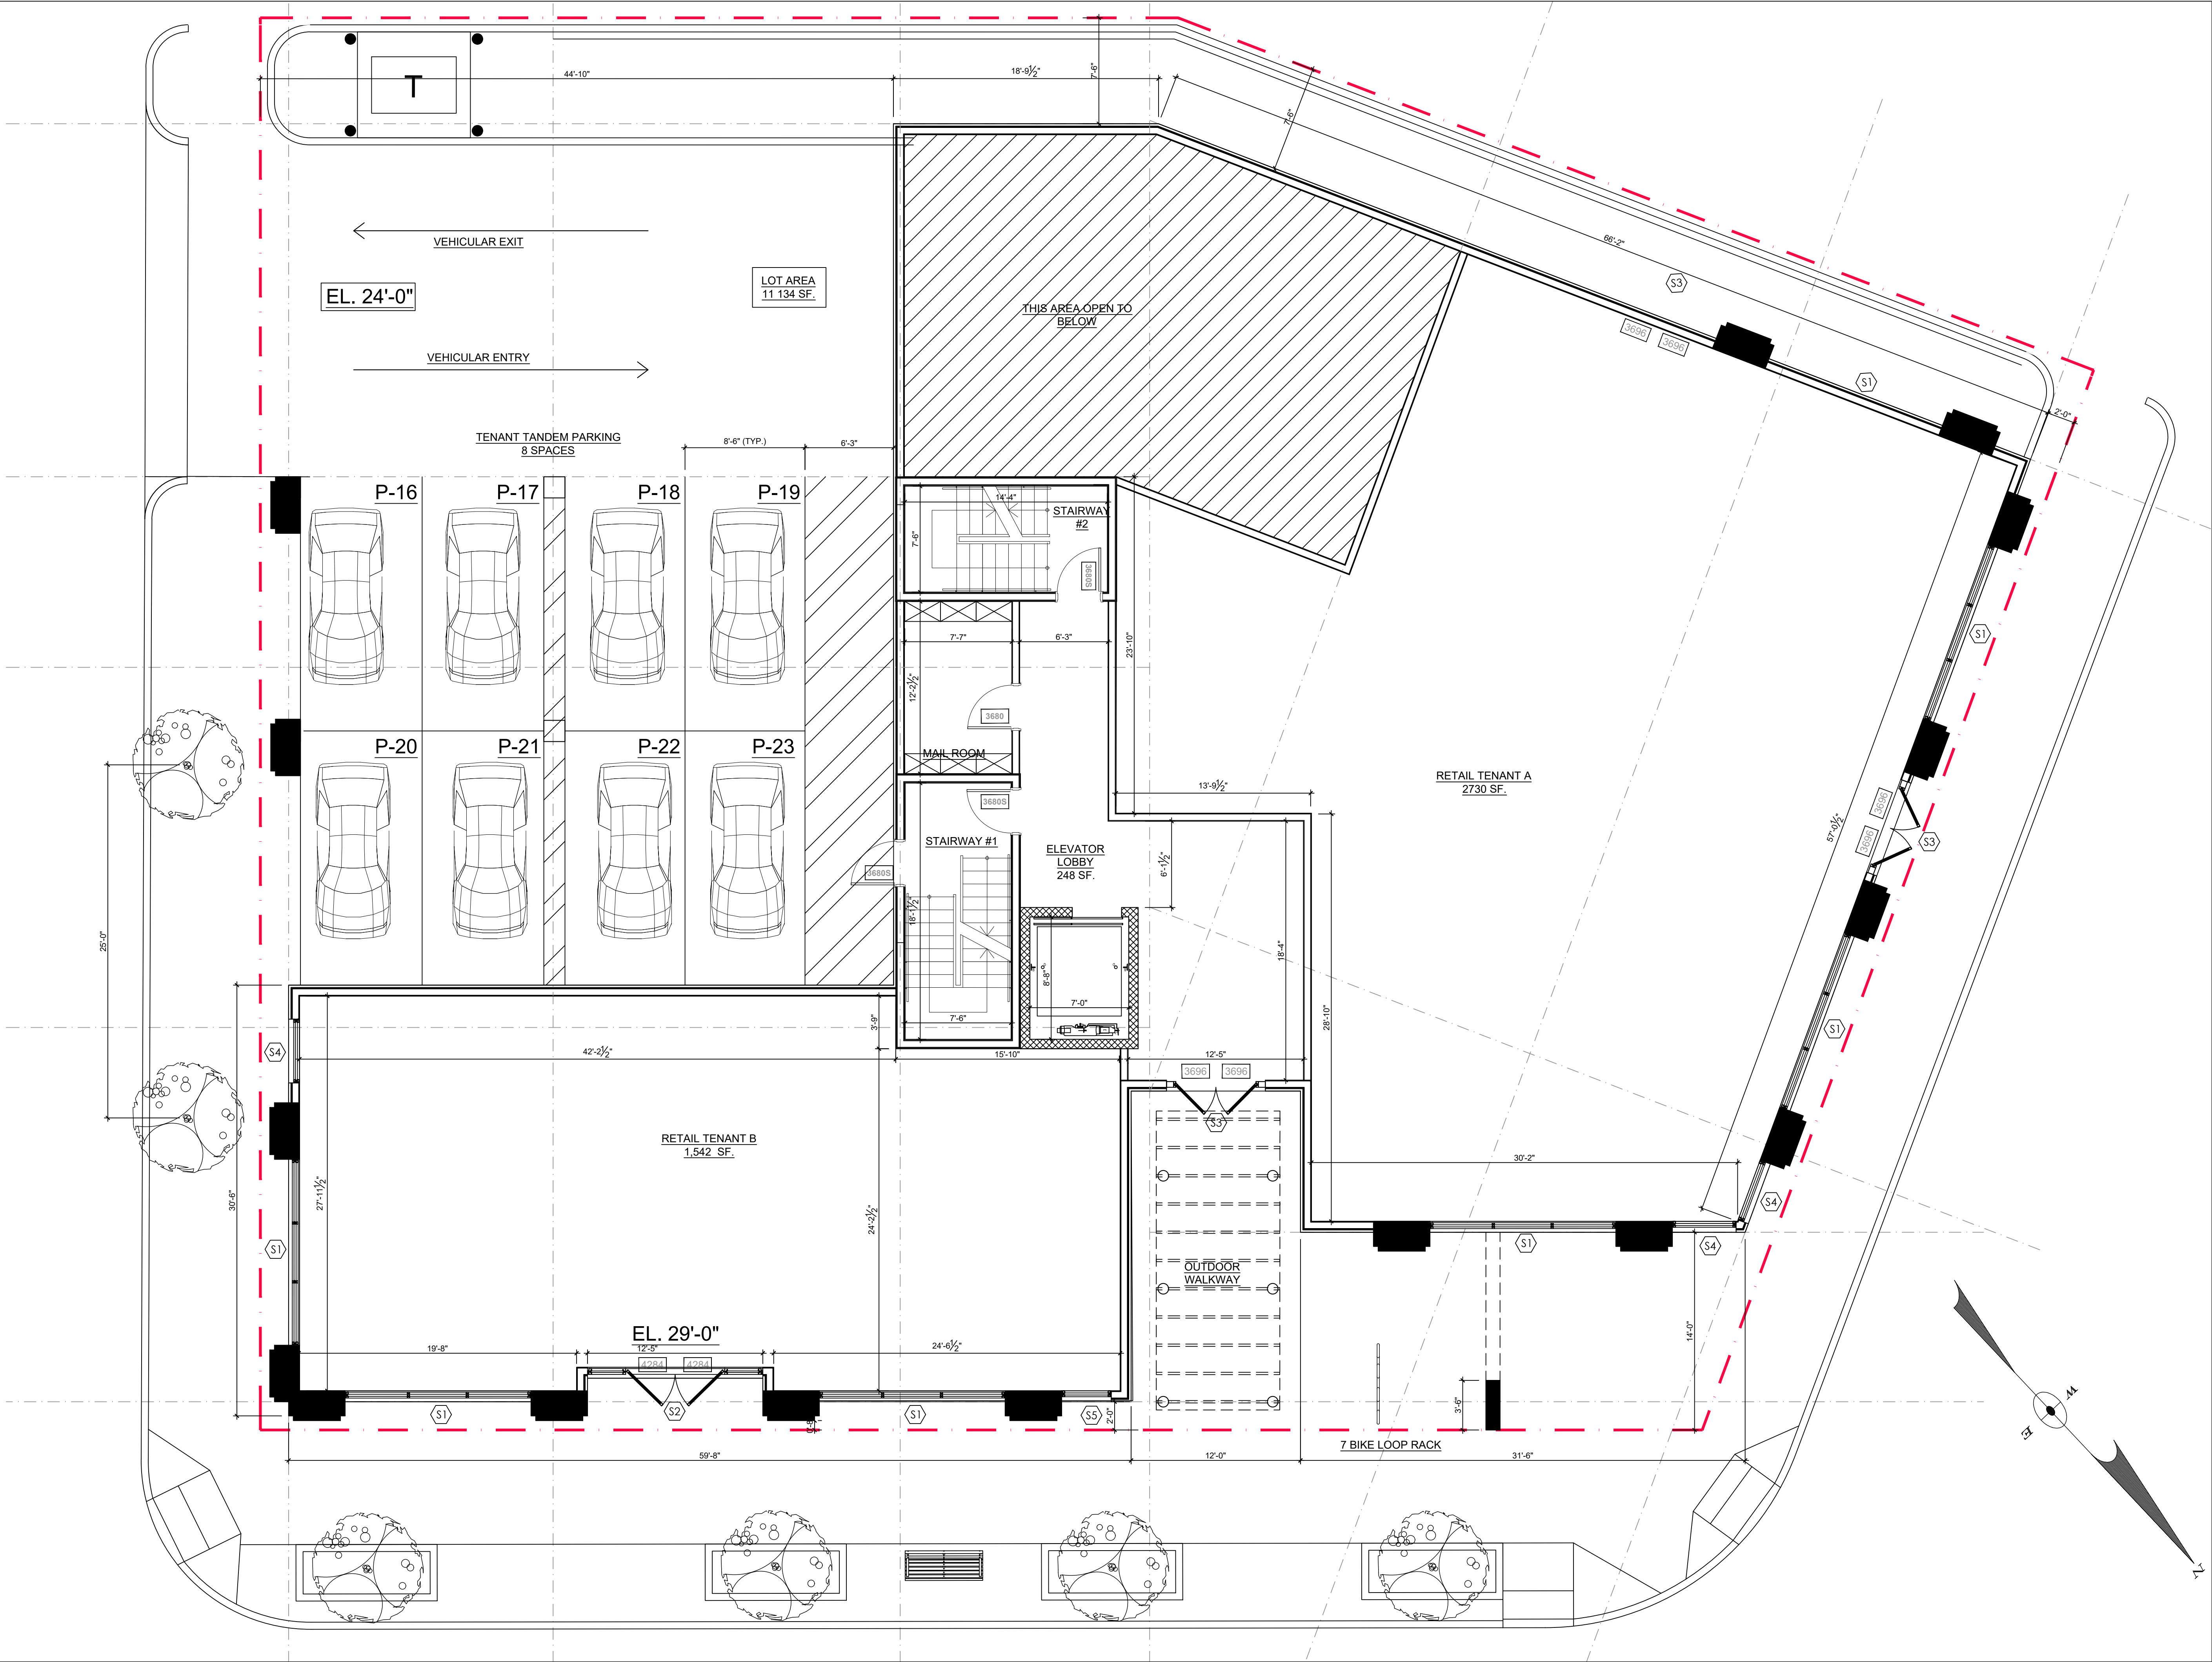 T
44'-10"
18'-9½"
7'-6"
7'-6"
VEHICULAR EXIT
EL. 24'-0"
LOT AREA
11 134 SF.
THIS AREA OPEN TO
BELOW
66'-2"
S3
3696
3696
VEHICULAR ENTRY
S1
2'-0"
TENANT TANDEM PARKING
8 SPACES
8'-6" (TYP.)
6'-3"
P-16
P-17
P-18
P-19
14'-4"
STAIRWAY
#2
7'-6"
3680S
7'-7"
6'-3"
23'-10"
S1
12'-2½"
3680
P-20
P-21
P-22
P-23
MAIL ROOM
RETAIL TENANT A
2730 SF.
13'-9½"
3680S
3696
3696
S3
57'-0½"
STAIRWAY #1
ELEVATOR
LOBBY
248 SF.
6'-1½"
3680S
18'-1½"
25'-0"
18'-4"
8'-8"
7'-0"
7'-6"
3'-9"
28'-10"
S1
S4
42'-2½"
15'-10"
12'-5"
3696
3696
S3
RETAIL TENANT B
1,542 SF.
30'-2"
30'-6"
27'-11½"
24'-2½"
S4
S1
S1
S4
OUTDOOR
WALKWAY
EL. 29'-0"
19'-8"
12'-5"
24'-6½"
4284
4284
14'-0"
3'-6"
S1
S2
S1
S5
2'-0"
0'-8"
7 BIKE LOOP RACK
59'-8"
12'-0"
31'-6"
W
E
N